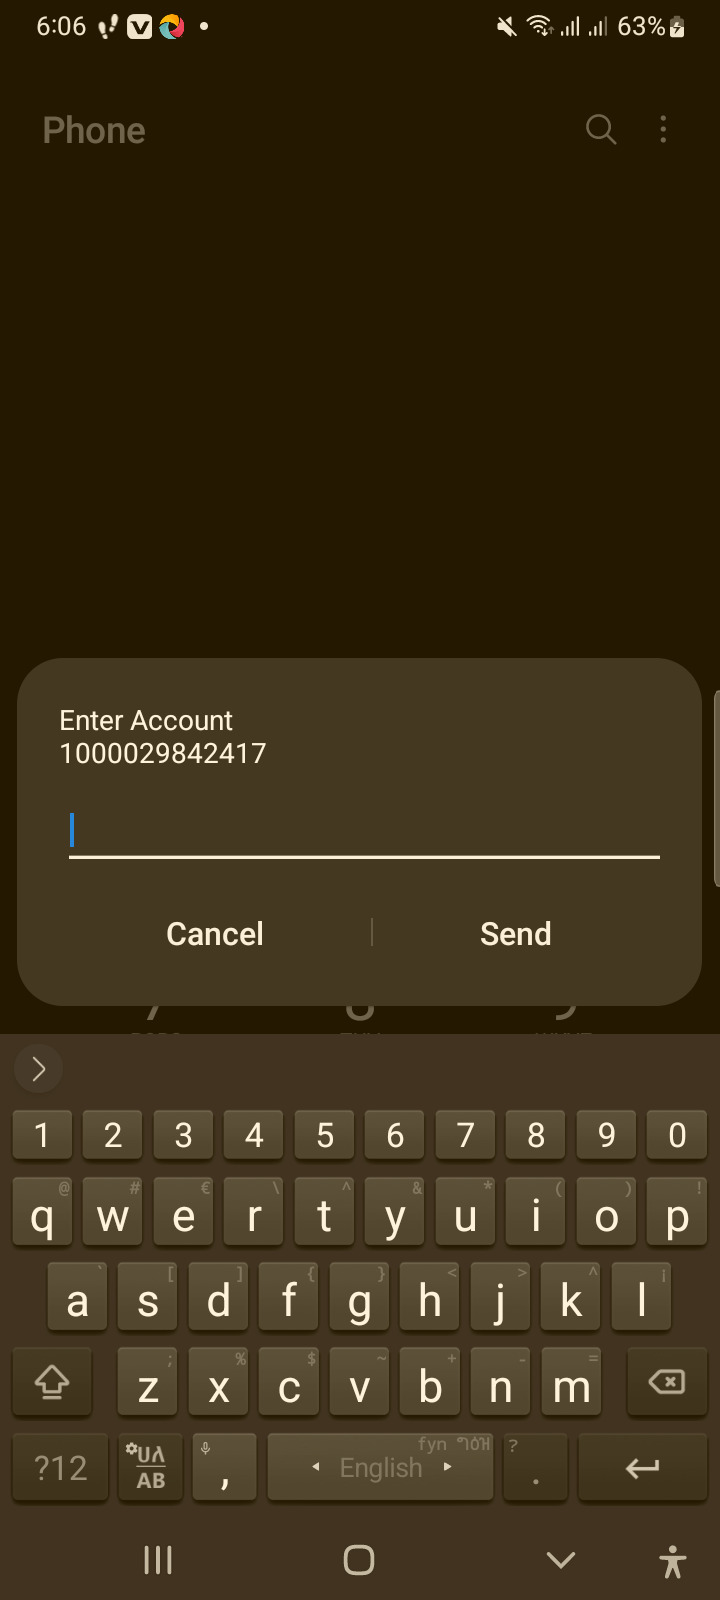 6:06
63%
Phone
Enter Account
1000029842417
Cancel
Send
1 2 3 4 5 6 7 8 9 0
@ # € \ ^ & * ( ) !
q w e r t y u i o p
` [ ] { } < > ^ ¡
a s d f g h j k l
; % $ ~ + - =
z x c v b n m
?12
AB
,
English
?
.